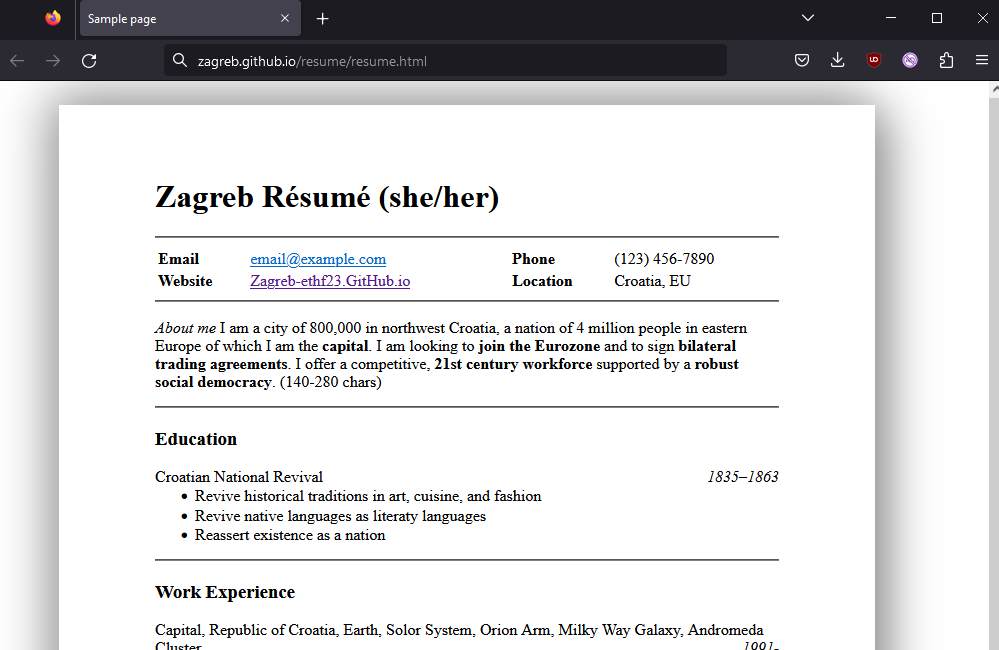 Sample page
zagreb.github.io/resume/resume.html
Zagreb Résumé (she/her)
Email email@example.com Phone (123) 456-7890
Website Zagreb-ethf23.GitHub.io Location Croatia, EU
About me I am a city of 800,000 in northwest Croatia, a nation of 4 million people in eastern
Europe of which I am the capital. I am looking to join the Eurozone and to sign bilateral
trading agreements. I offer a competitive, 21st century workforce supported by a robust
social democracy. (140-280 chars)
Education
Croatian National Revival 1835–1863
• Revive historical traditions in art, cuisine, and fashion
• Revive native languages as literaty languages
• Reassert existence as a nation
Work Experience
Capital, Republic of Croatia, Earth, Solor System, Orion Arm, Milky Way Galaxy, Andromeda
Cluster 1991-